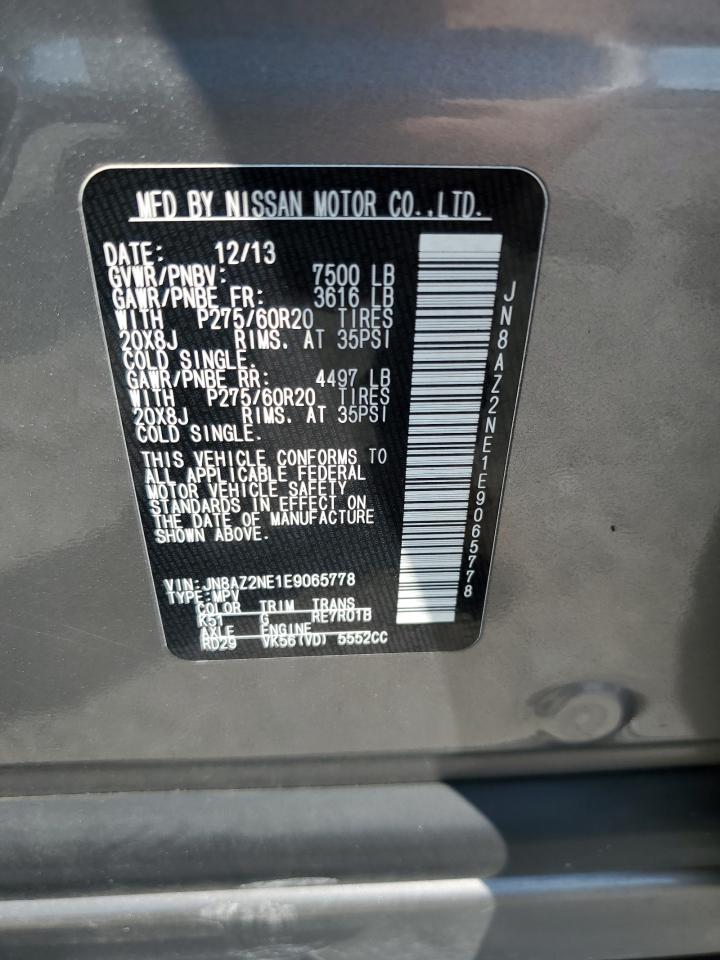 MFD BY NISSAN MOTOR CO.,LTD.
DATE: 12/13
GVWR/PNBV: 7500 LB
GAWR/PNBE FR: 3616 LB
WITH P275/60R20 TIRES
20X8J RIMS. AT 35PSI
COLD SINGLE.
GAWR/PNBE RR: 4497 LB
WITH P275/60R20 TIRES
20X8J RIMS. AT 35PSI
COLD SINGLE.
THIS VEHICLE CONFORMS TO
ALL APPLICABLE FEDERAL
MOTOR VEHICLE SAFETY
STANDARDS IN EFFECT ON
THE DATE OF MANUFACTURE
SHOWN ABOVE.
VIN:JN8AZ2NE1E9065778
TYPE:MPV
COLOR TRIM TRANS
K51 G RE7R01B
AXLE ENGINE
RD29 VK56(VD) 5552CC
JN8AZ2NE1E9065778